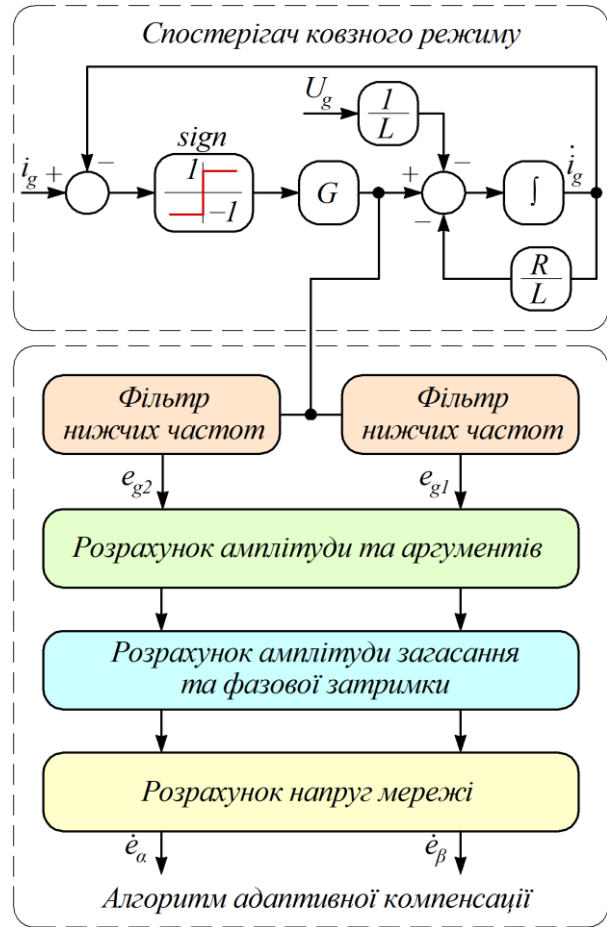 Спостерігач ковзного режиму
U_g
1
L
sign
i_g
+
−
1
−1
G
+
−
−
∫
i̇_g
R
L
Фільтр
нижчих частот
Фільтр
нижчих частот
e_g2
e_g1
Розрахунок амплітуди та аргументів
Розрахунок амплітуди загасання
та фазової затримки
Розрахунок напруг мережі
ė_α
ė_β
Алгоритм адаптивної компенсації